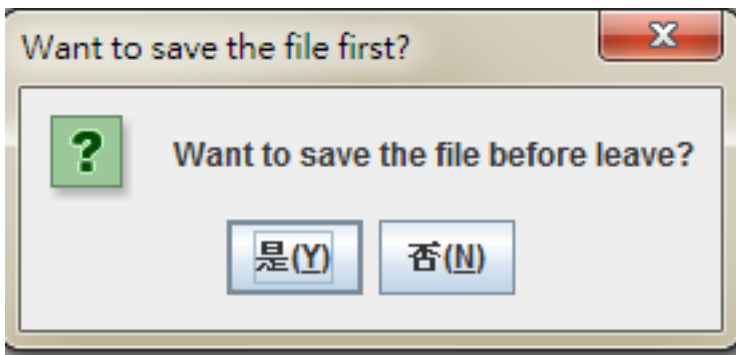 Want to save the file first?
Want to save the file before leave?
是(Y) 否(N)